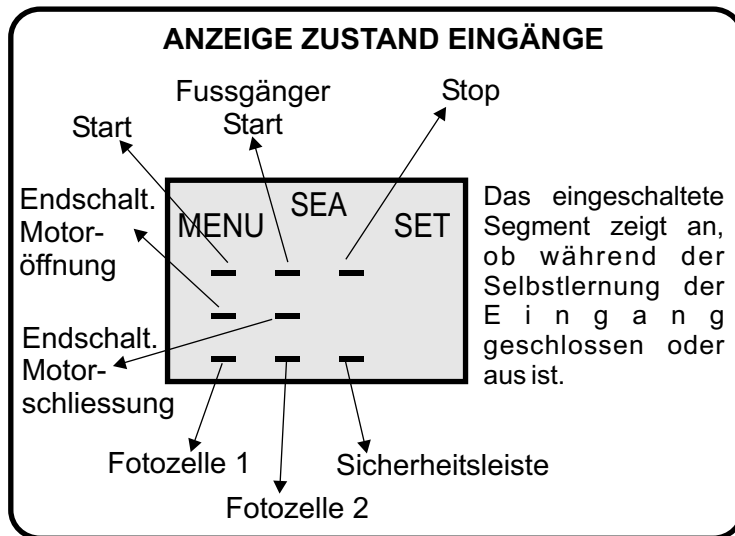 ANZEIGE ZUSTAND EINGÄNGE
Fussgänger
Start
Stop
Start
Endschalt.
Motor-
öffnung
MENU
SEA
SET
Endschalt.
Motor-
schliessung
Fotozelle 1
Fotozelle 2
Sicherheitsleiste
Das eingeschaltete
Segment zeigt an,
ob während der
Selbstlernung der
Eingang
geschlossen oder
aus ist.